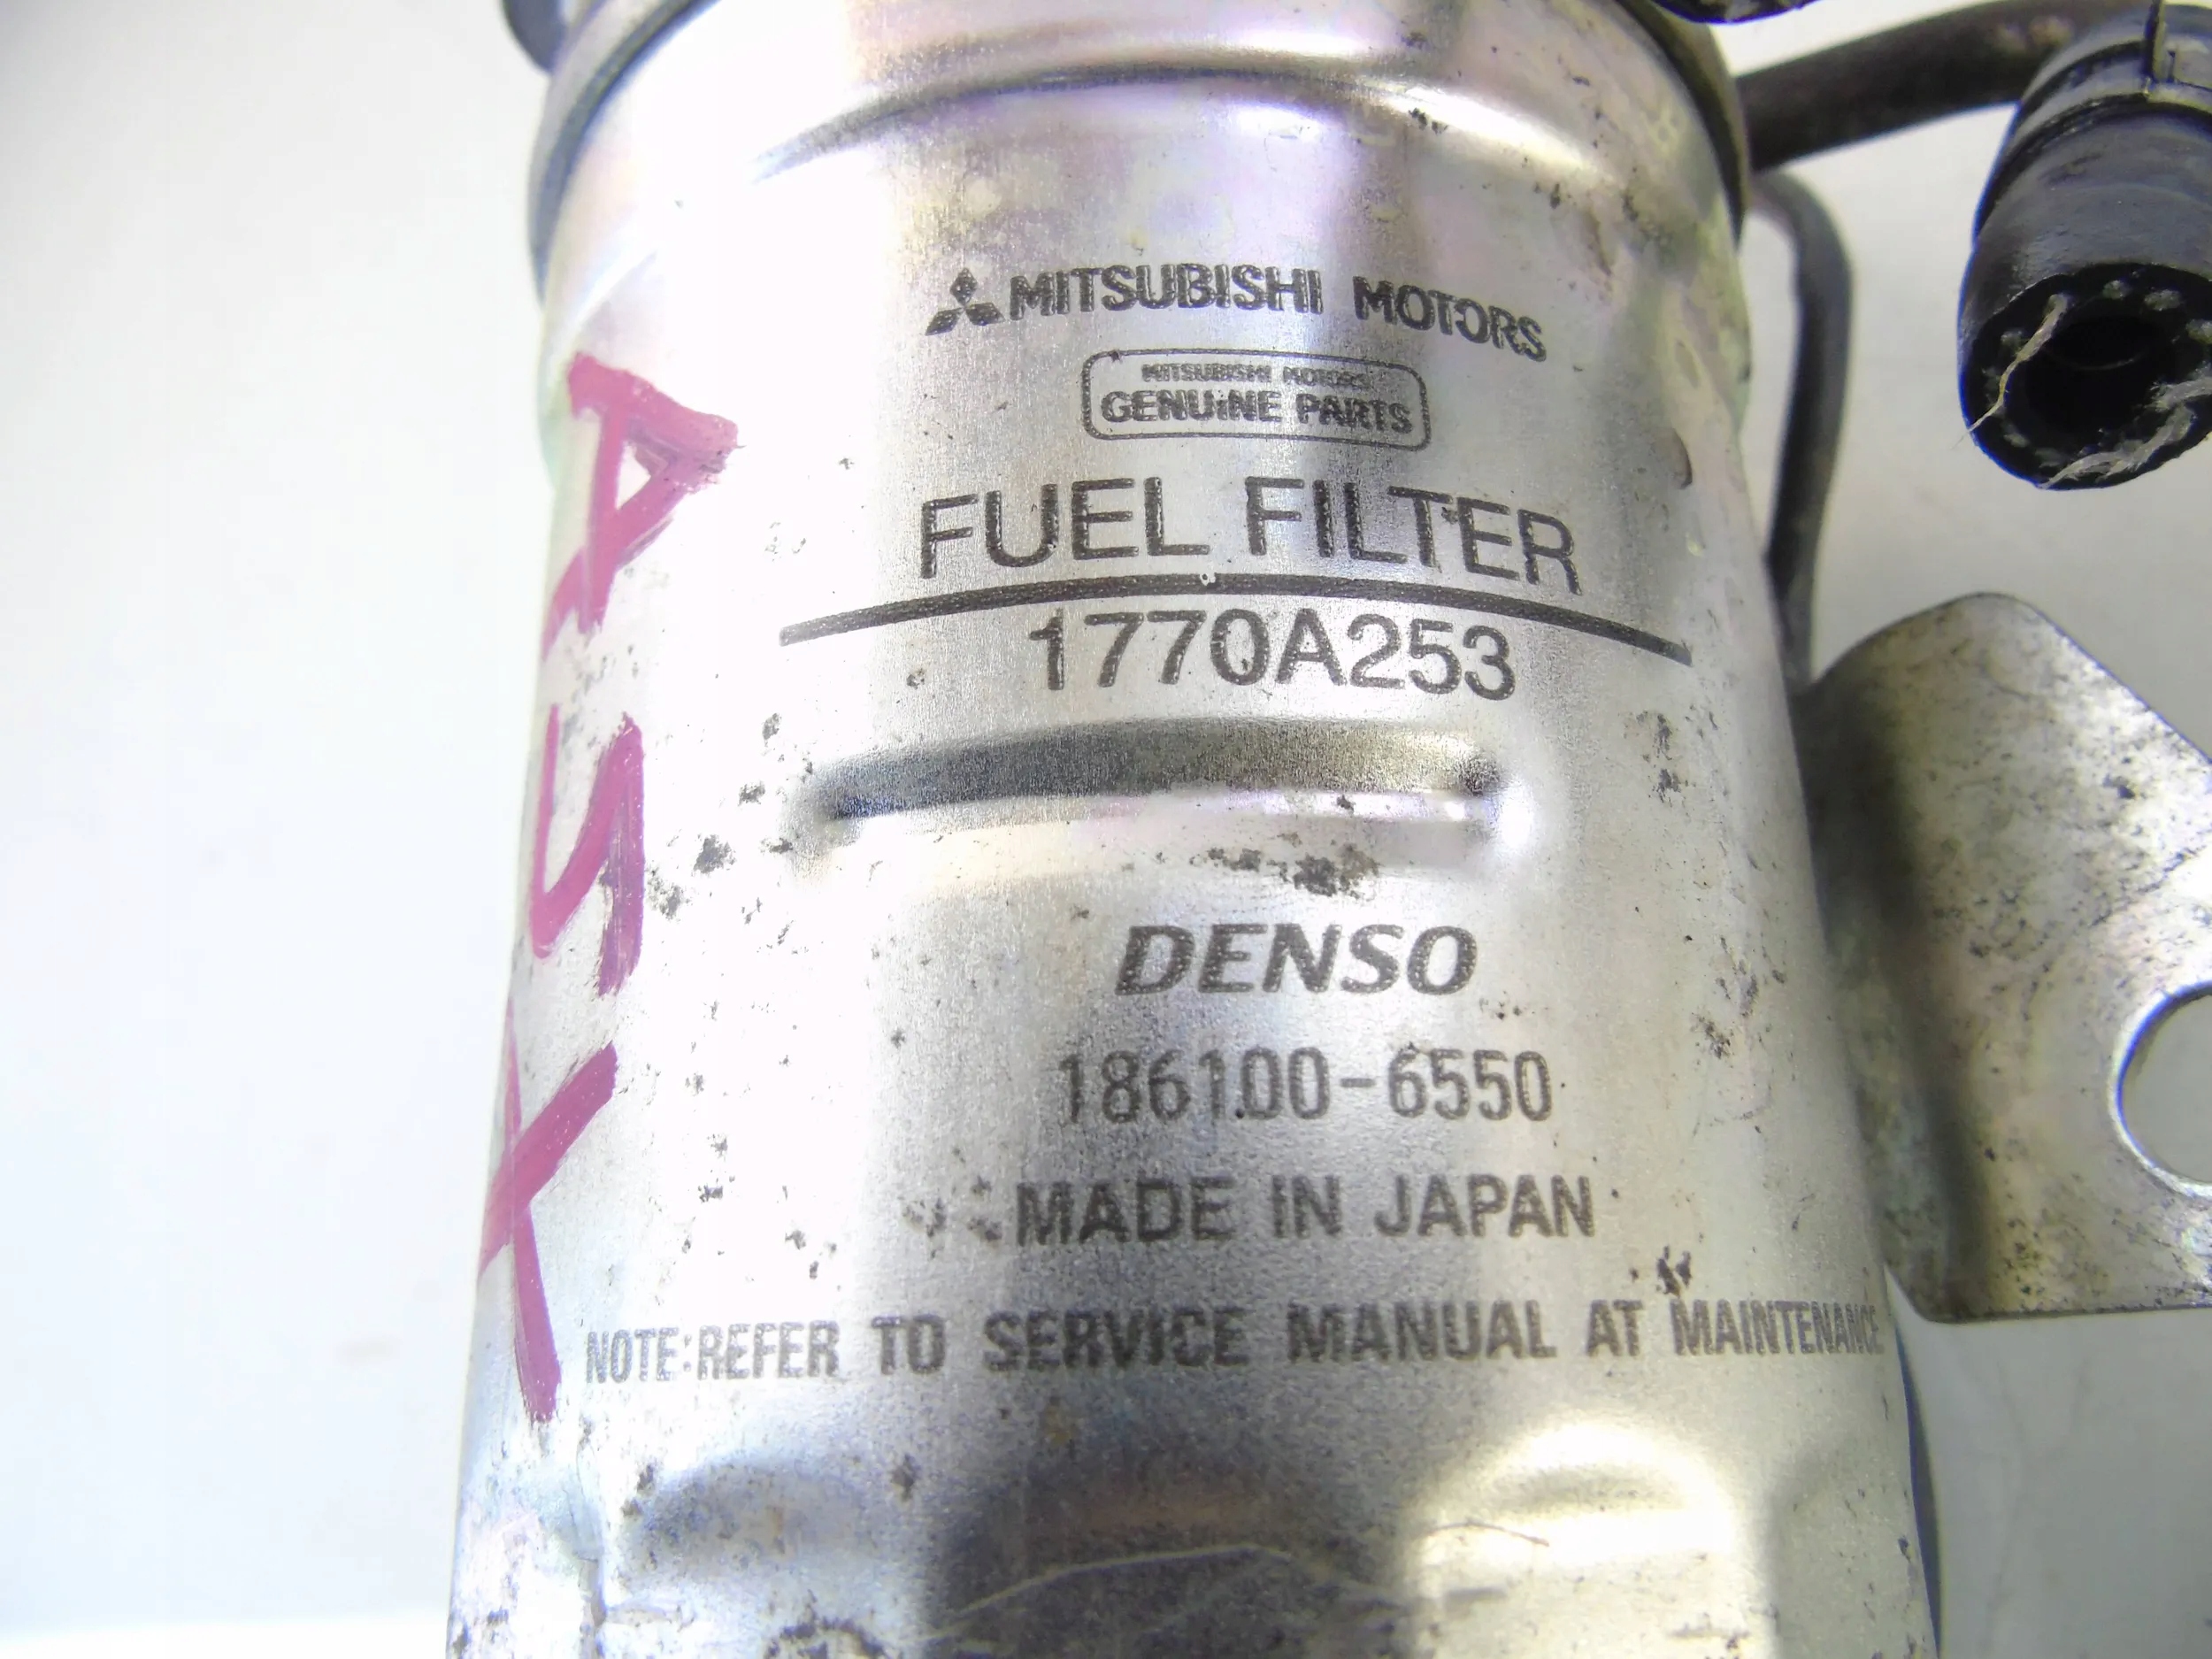 MITSUBISHI MOTORS
MITSUBISHI MOTORS
GENUiNE PARTS
FUEL FILTER
1770A253
DENSO
186100-6550
MADE IN JAPAN
NOTE:REFER TO SERVICE MANUAL AT MAINTENANCE
ASX